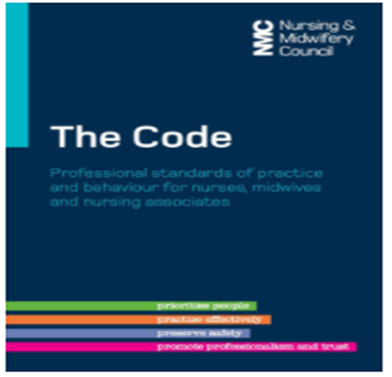 NMC
Nursing &
Midwifery
Council
The Code
Professional standards of practice
and behaviour for nurses, midwives
and nursing associates
prioritise people
practise effectively
preserve safety
promote professionalism and trust